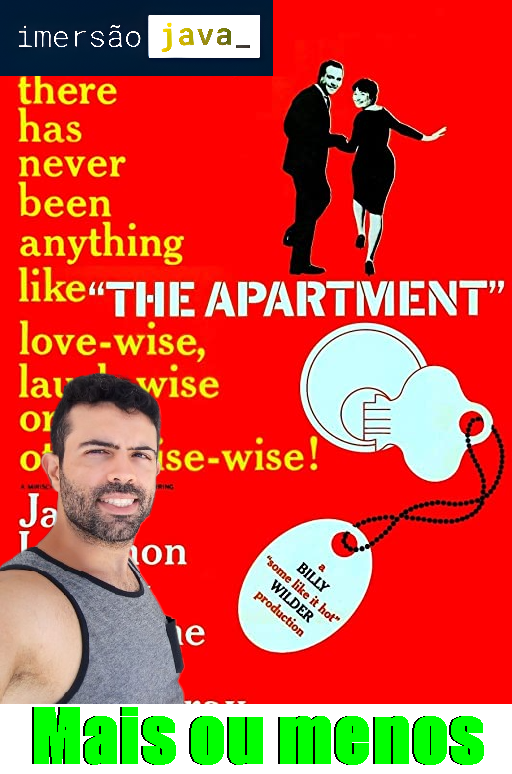 imersão java_
there
has
never
been
anything
like "THE APARTMENT"
love-wise,
wise
or
ise-wise!
Ja
non
ne
Mais ou menos
a
BILLY
"some like it hot"
WILDER
production